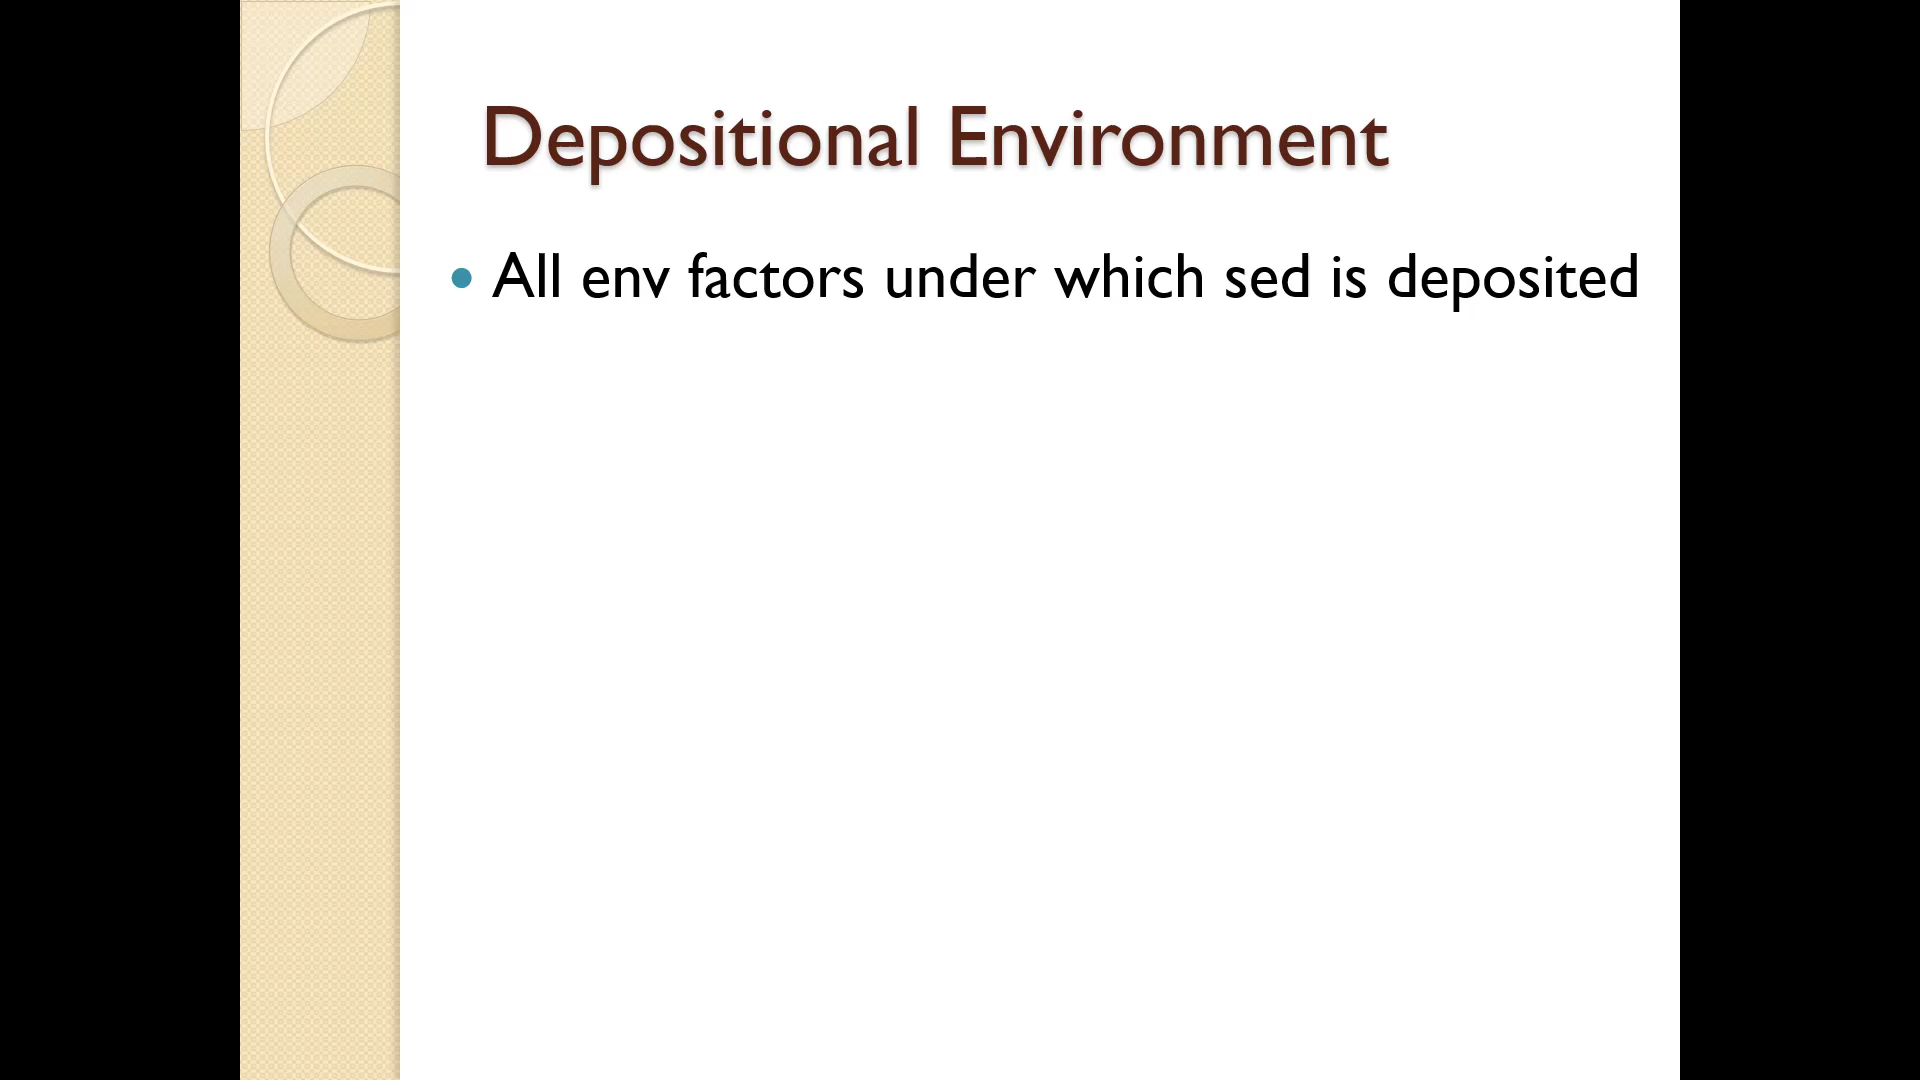 Depositional Environment
• All env factors under which sed is deposited